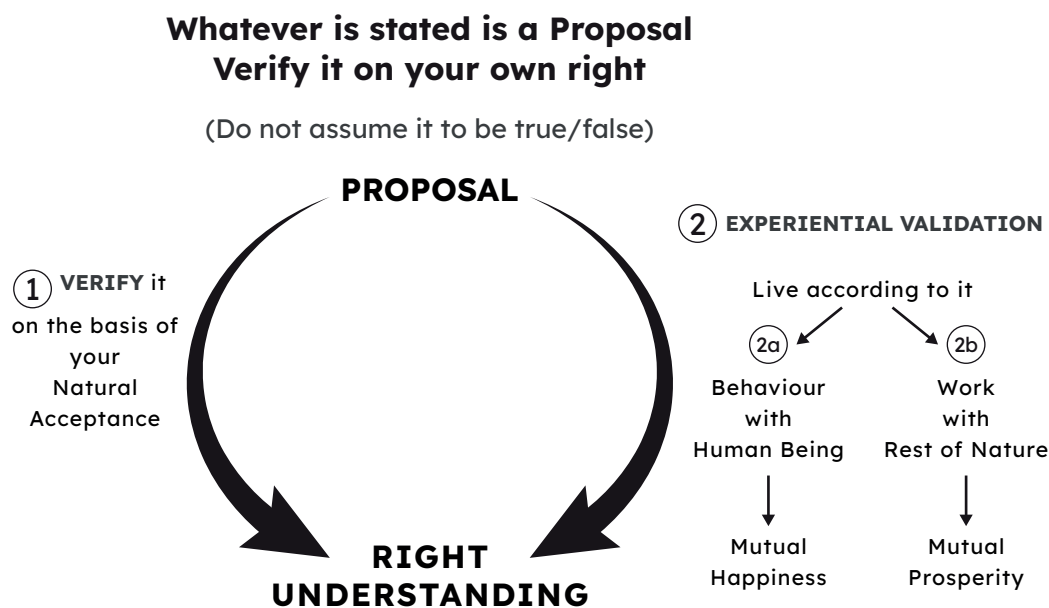 Whatever is stated is a Proposal
Verify it on your own right
(Do not assume it to be true/false)
PROPOSAL
1 VERIFY it
on the basis of
your
Natural
Acceptance
2 EXPERIENTIAL VALIDATION
Live according to it
2a
Behaviour
with
Human Being
Mutual
Happiness
2b
Work
with
Rest of Nature
Mutual
Prosperity
RIGHT
UNDERSTANDING